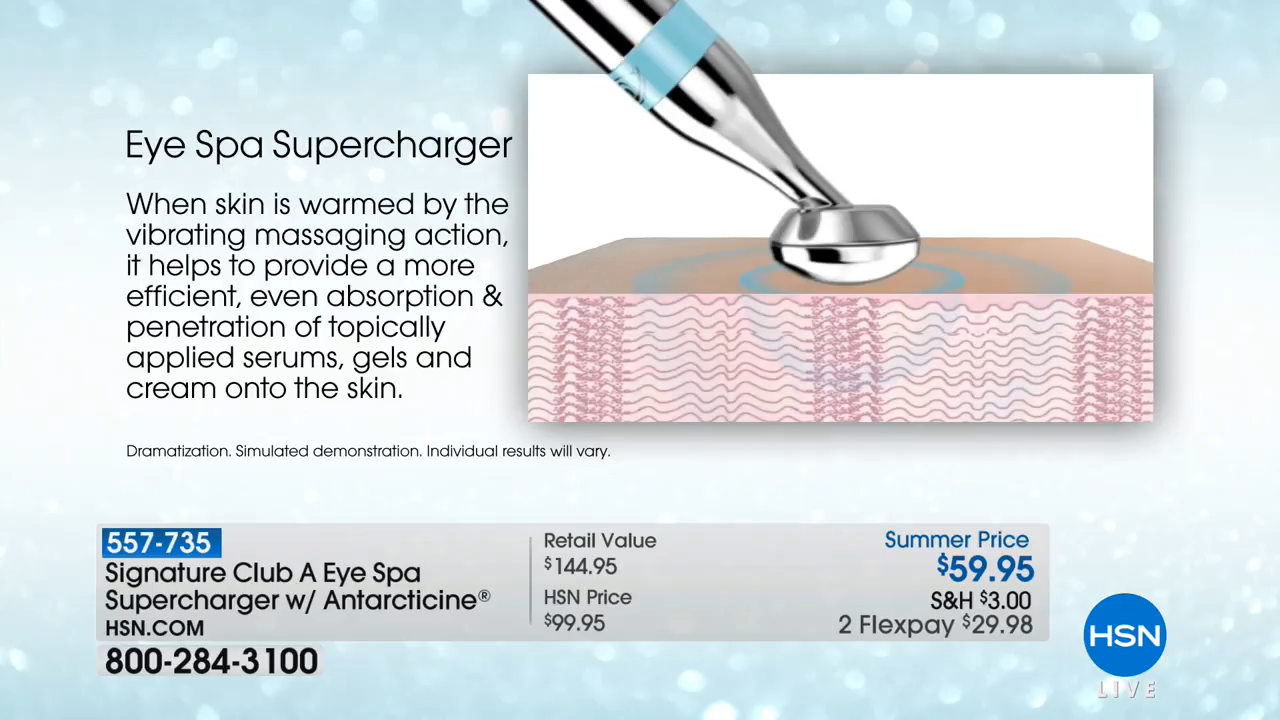 Eye Spa Supercharger
When skin is warmed by the
vibrating massaging action,
it helps to provide a more
efficient, even absorption &
penetration of topically
applied serums, gels and
cream onto the skin.
Dramatization. Simulated demonstration. Individual results will vary.
557-735
Signature Club A Eye Spa
Supercharger w/ Antarcticine®
HSN.COM
800-284-3100
Retail Value
$144.95
HSN Price
$99.95
Summer Price
$59.95
S&H $3.00
2 Flexpay $29.98
HSN
LIVE